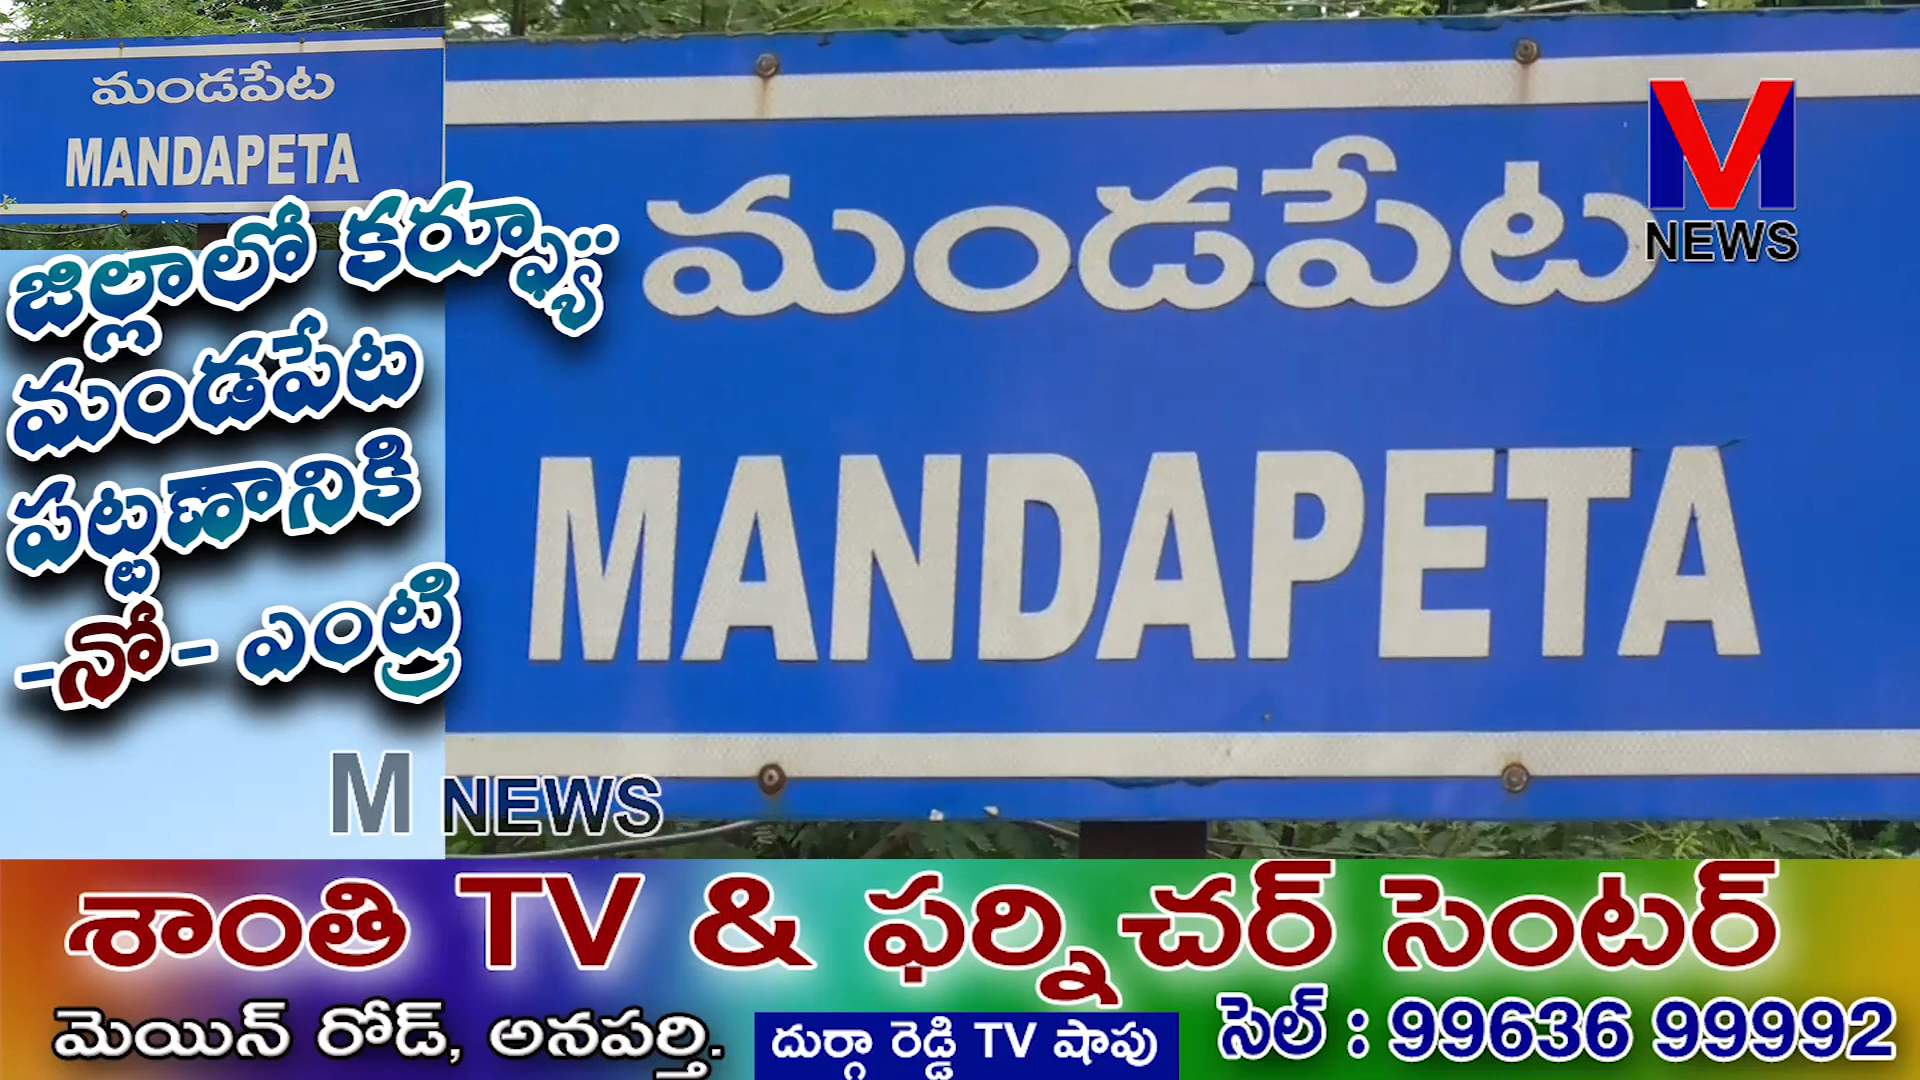 మండపేట
MANDAPETA
జిల్లాలో కర్ఫ్యూ..
మండపేట
పట్టణానికి
-నో- ఎంట్రి
M NEWS
మండపేట
MANDAPETA
M
NEWS
శాంతి TV & ఫర్నిచర్ సెంటర్
మెయిన్ రోడ్, అనపర్తి.
దుర్గా రెడ్డి TV షాపు
సెల్ : 99636 99992